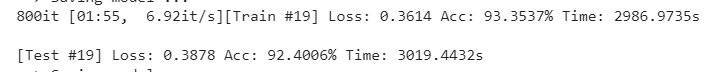 800it [01:55,  6.92it/s][Train #19] Loss: 0.3614 Acc: 93.3537% Time: 2986.9735s
[Test #19] Loss: 0.3878 Acc: 92.4006% Time: 3019.4432s